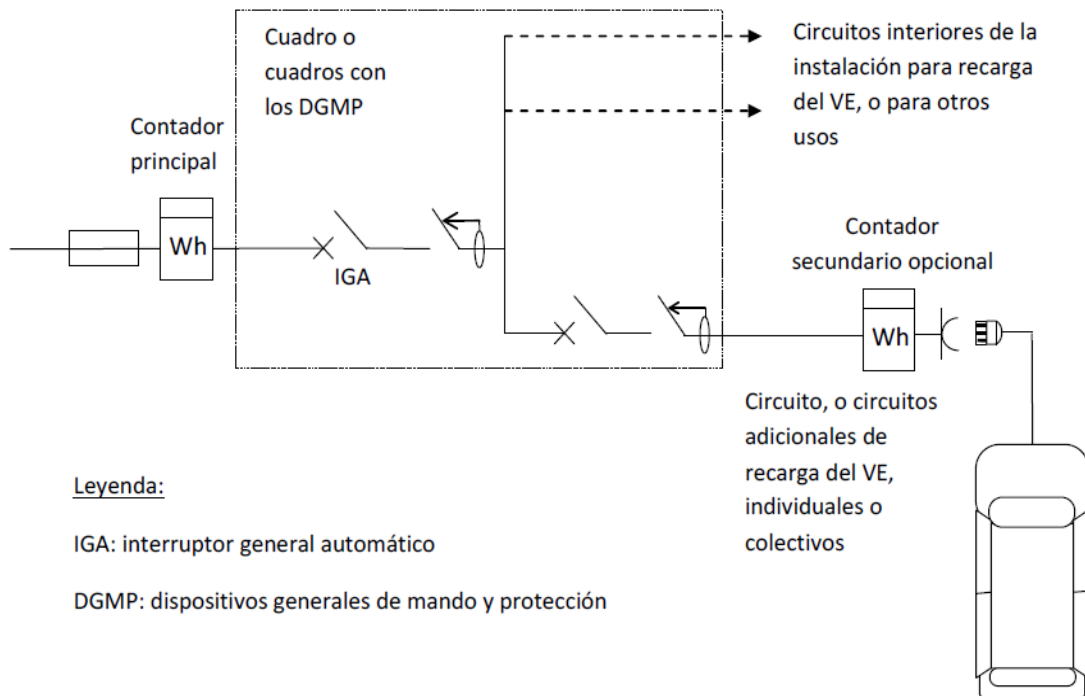 Cuadro o
cuadros con
los DGMP
Circuitos interiores de la
instalación para recarga
del VE, o para otros
usos
Contador
principal
Wh
IGA
Contador
secundario opcional
Wh
Circuito, o circuitos
adicionales de
recarga del VE,
individuales o
colectivos
Leyenda:
IGA: interruptor general automático
DGMP: dispositivos generales de mando y protección